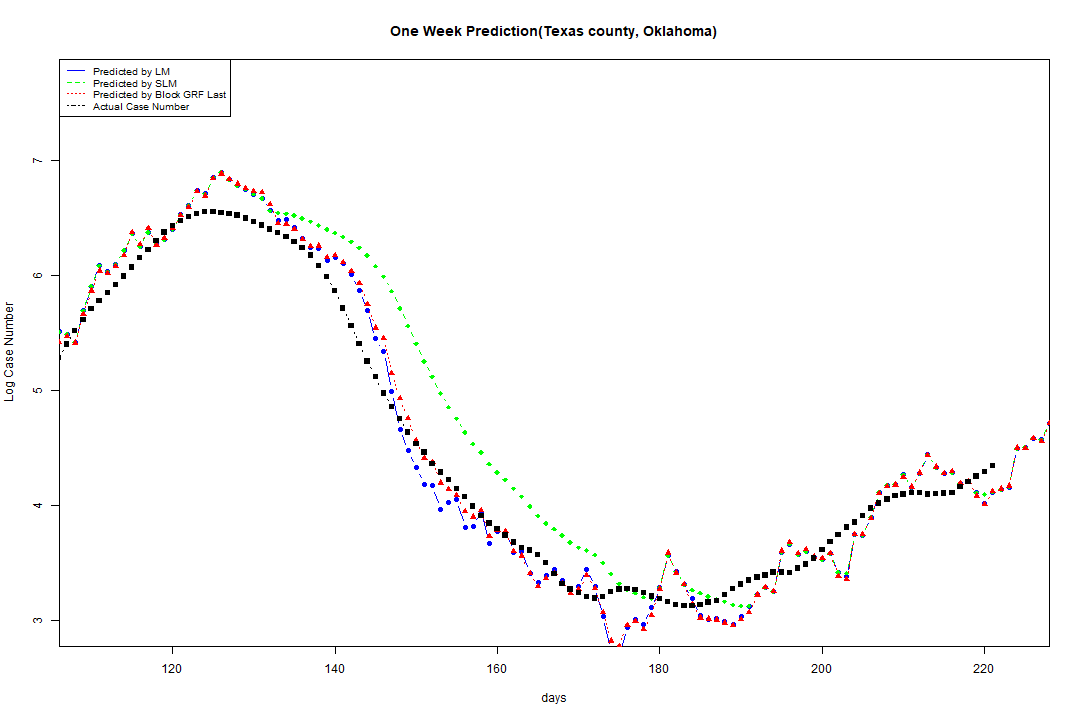 One Week Prediction(Texas county, Oklahoma)
Predicted by LM
Predicted by SLM
Predicted by Block GRF Last
Actual Case Number
7
6
5
4
3
Log Case Number
120 140 160 180 200 220
days